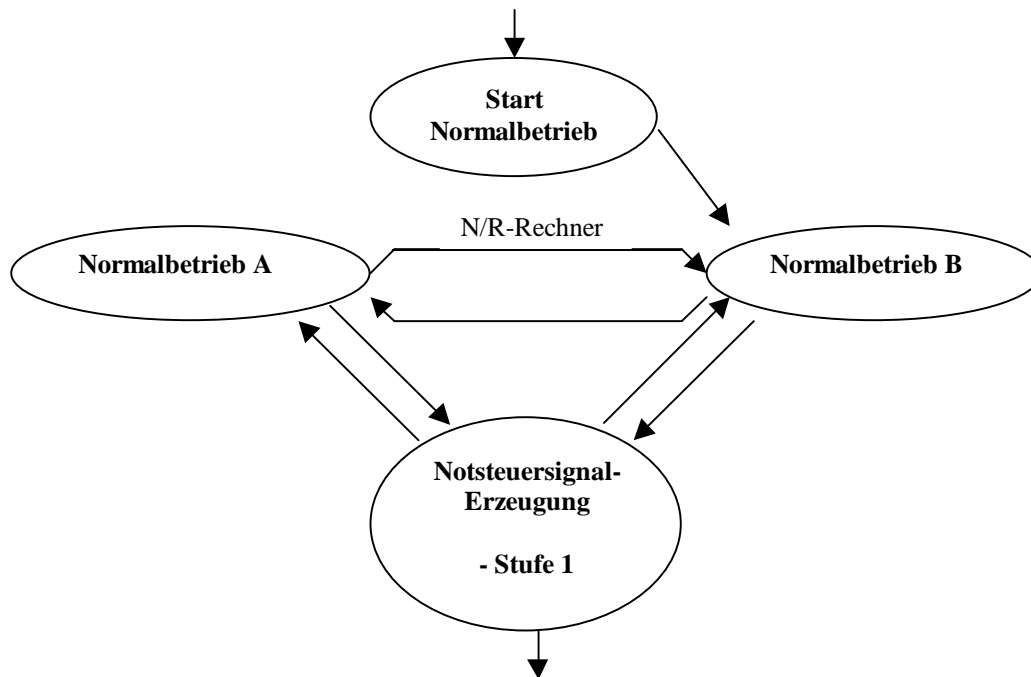 Start
Normalbetrieb
N/R-Rechner
Normalbetrieb A
Normalbetrieb B
Notsteuersignal-
Erzeugung
- Stufe 1